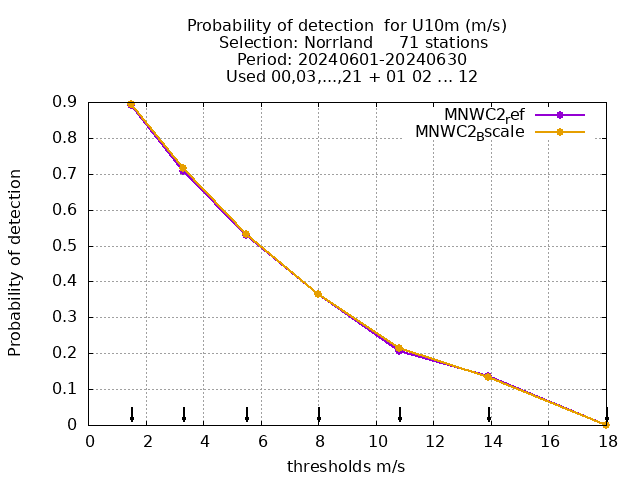 Probability of detection  for U10m (m/s)
Selection: Norrland     71 stations
Period: 20240601-20240630
Used 00,03,...,21 + 01 02 ... 12
MNWC2ref
MNWC2Bscale
Probability of detection
0.9
0.8
0.7
0.6
0.5
0.4
0.3
0.2
0.1
0
0 2 4 6 8 10 12 14 16 18
thresholds m/s